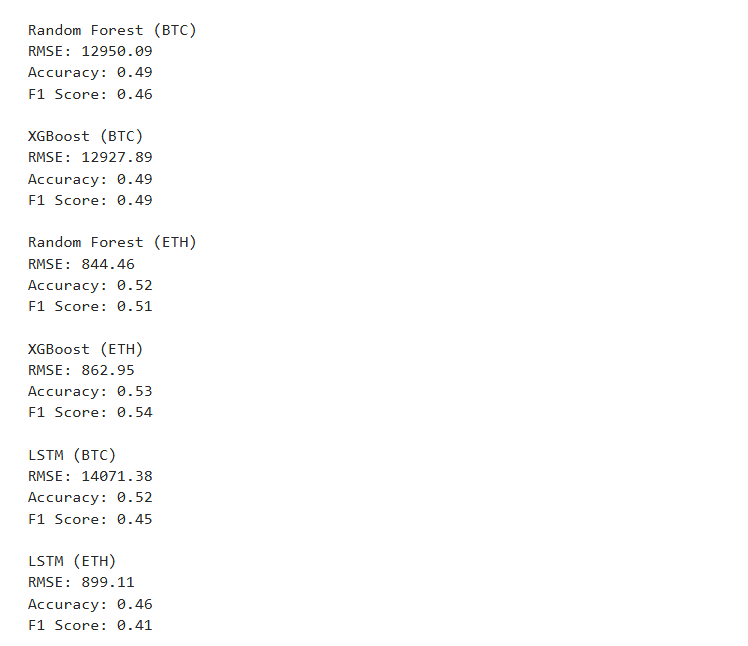 Random Forest (BTC)
RMSE: 12950.09
Accuracy: 0.49
F1 Score: 0.46
XGBoost (BTC)
RMSE: 12927.89
Accuracy: 0.49
F1 Score: 0.49
Random Forest (ETH)
RMSE: 844.46
Accuracy: 0.52
F1 Score: 0.51
XGBoost (ETH)
RMSE: 862.95
Accuracy: 0.53
F1 Score: 0.54
LSTM (BTC)
RMSE: 14071.38
Accuracy: 0.52
F1 Score: 0.45
LSTM (ETH)
RMSE: 899.11
Accuracy: 0.46
F1 Score: 0.41